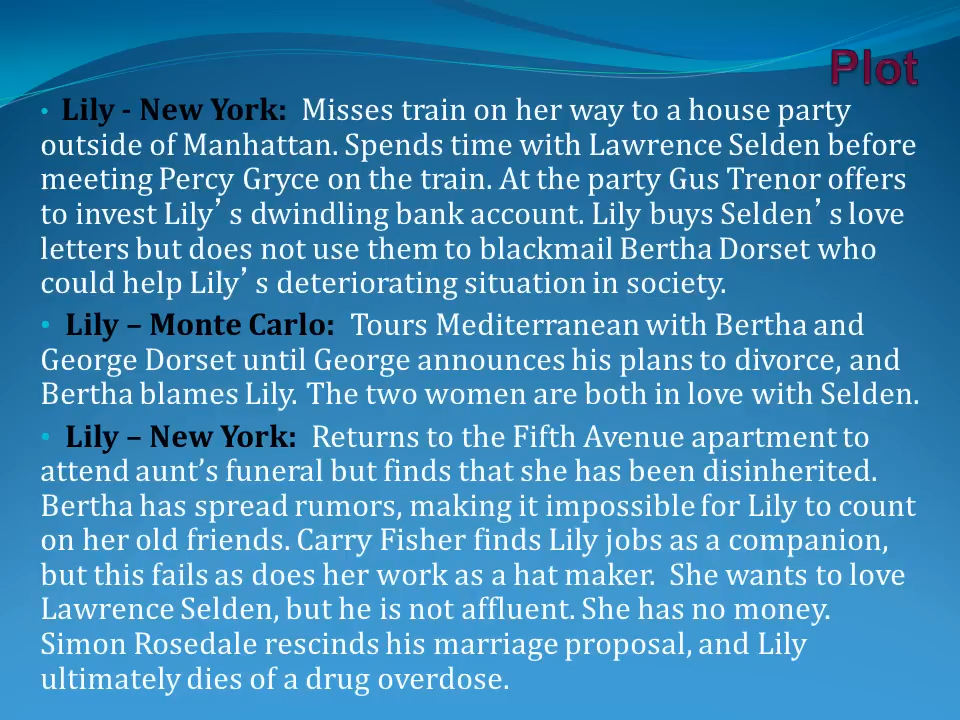 Plot
• Lily - New York: Misses train on her way to a house party
outside of Manhattan. Spends time with Lawrence Selden before
meeting Percy Gryce on the train. At the party Gus Trenor offers
to invest Lily’s dwindling bank account. Lily buys Selden’s love
letters but does not use them to blackmail Bertha Dorset who
could help Lily’s deteriorating situation in society.
• Lily – Monte Carlo: Tours Mediterranean with Bertha and
George Dorset until George announces his plans to divorce, and
Bertha blames Lily. The two women are both in love with Selden.
• Lily – New York: Returns to the Fifth Avenue apartment to
attend aunt’s funeral but finds that she has been disinherited.
Bertha has spread rumors, making it impossible for Lily to count
on her old friends. Carry Fisher finds Lily jobs as a companion,
but this fails as does her work as a hat maker. She wants to love
Lawrence Selden, but he is not affluent. She has no money.
Simon Rosedale rescinds his marriage proposal, and Lily
ultimately dies of a drug overdose.